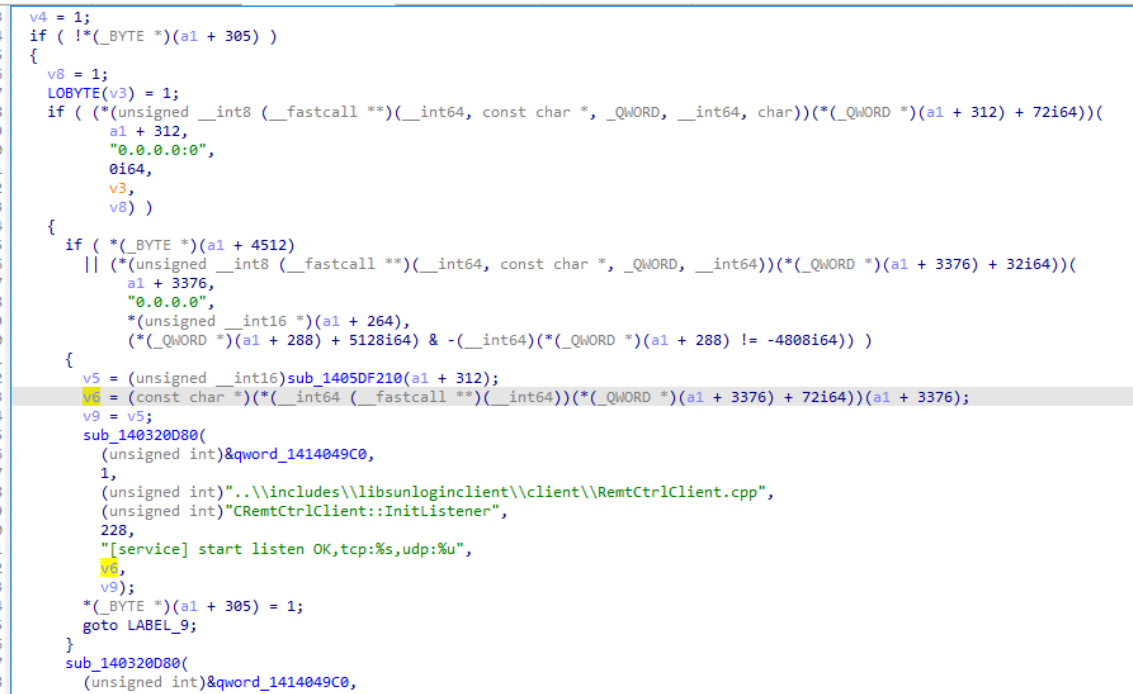 v4 = 1;
if ( !*(_BYTE *)(a1 + 305) )
{
v8 = 1;
LOBYTE(v3) = 1;
if ( (*(unsigned __int8 (__fastcall **)(__int64, const char *, _QWORD, __int64, char))(*(_QWORD *)(a1 + 312) + 72i64))(
a1 + 312,
"0.0.0.0:0",
0i64,
v3,
v8) )
{
if ( *(_BYTE *)(a1 + 4512)
|| (*(unsigned __int8 (__fastcall **)(__int64, const char *, _QWORD, __int64))(*(_QWORD *)(a1 + 3376) + 32i64))(
a1 + 3376,
"0.0.0.0",
*(unsigned __int16 *)(a1 + 264),
(*(_QWORD *)(a1 + 288) + 5128i64) & -(__int64)(*(_QWORD *)(a1 + 288) != -4808i64)) )
{
v5 = (unsigned __int16)sub_1405DF210(a1 + 312);
v6 = (const char *)(*(__int64 (__fastcall **)(__int64))(*(_QWORD *)(a1 + 3376) + 72i64))(a1 + 3376);
v9 = v5;
sub_140320D80(
(unsigned int)&qword_1414049C0,
1,
(unsigned int)"..\\includes\\libsunloginclient\\client\\RemtCtrlClient.cpp",
(unsigned int)"CRemtCtrlClient::InitListener",
228,
"[service] start listen OK,tcp:%s,udp:%u",
v6,
v9);
*(_BYTE *)(a1 + 305) = 1;
goto LABEL_9;
}
sub_140320D80(
(unsigned int)&qword_1414049C0,